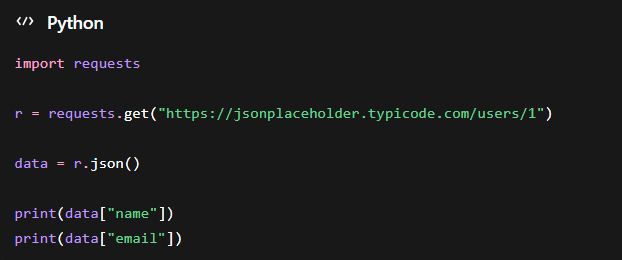 Python
import requests
r = requests.get("https://jsonplaceholder.typicode.com/users/1")
data = r.json()
print(data["name"])
print(data["email"])